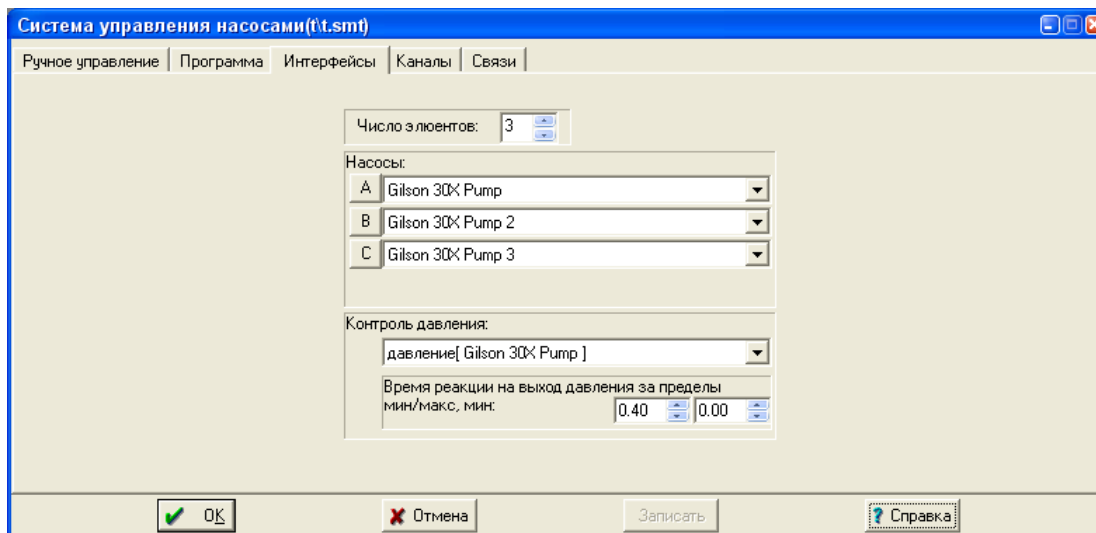 Система управления насосами(t\t.smt)
Ручное управление Программа Интерфейсы Каналы Связи
Число элюентов: 3
Насосы:
A Gilson 30X Pump
B Gilson 30X Pump 2
C Gilson 30X Pump 3
Контроль давления:
давление[ Gilson 30X Pump ]
Время реакции на выход давления за пределы
мин/макс, мин: 0.40 0.00
OK Отмена Записать ? Справка